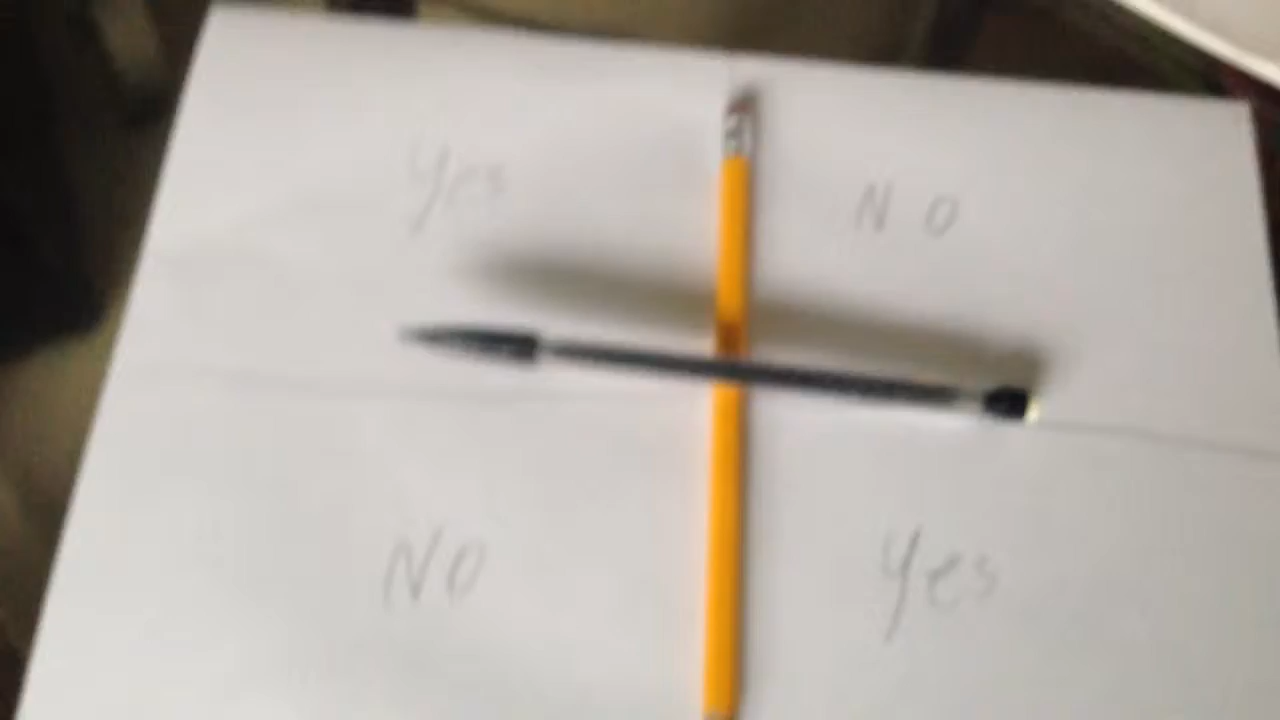 Yes NO
NO Yes